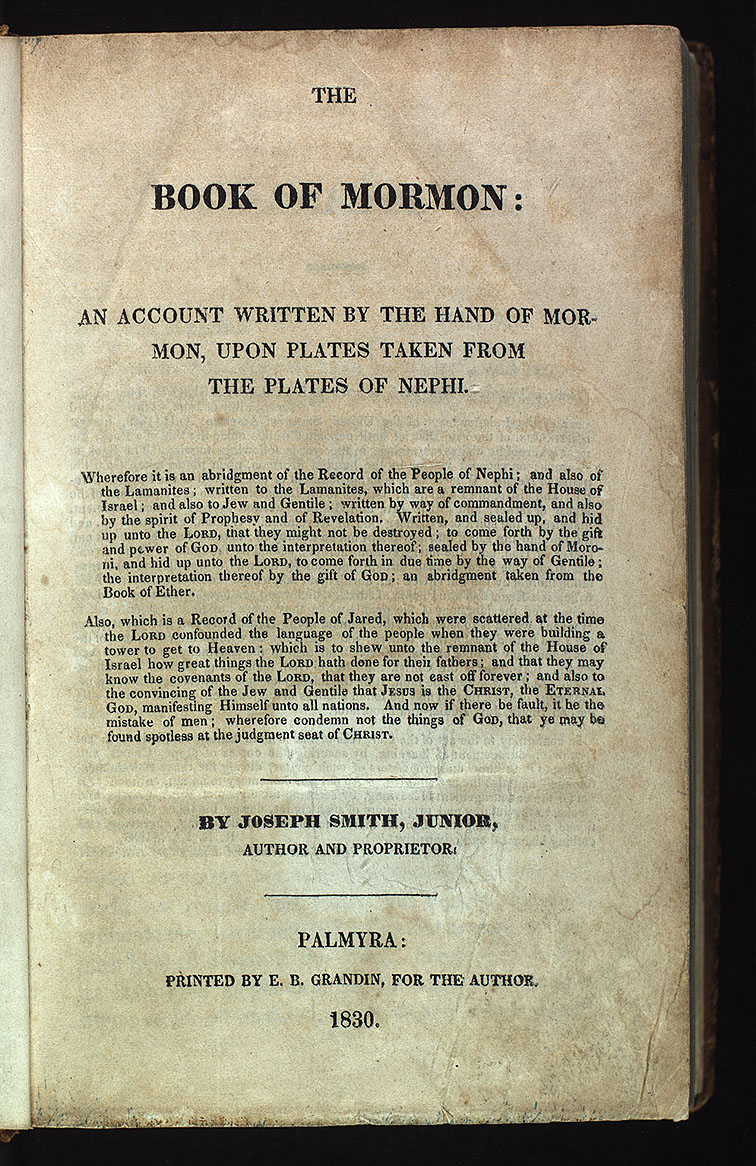 THE
BOOK OF MORMON:
AN ACCOUNT WRITTEN BY THE HAND OF MOR-
MON, UPON PLATES TAKEN FROM
THE PLATES OF NEPHI.
Wherefore it is an abridgment of the Record of the People of Nephi; and also of
the Lamanites; written to the Lamanites, which are a remnant of the House of
Israel; and also to Jew and Gentile; written by way of commandment, and also
by the spirit of Prophesy and of Revelation. Written, and sealed up, and hid
up unto the LORD, that they might not be destroyed; to come forth by the gift
and power of GOD, unto the interpretation thereof; sealed by the hand of Moro-
ni, and hid up unto the LORD, to come forth in due time by the way of Gentile;
the interpretation thereof by the gift of GOD; an abridgment taken from the
Book of Ether.
Also, which is a Record of the People of Jared, which were scattered at the time
the LORD confounded the language of the people when they were building a
tower to get to Heaven: which is to shew unto the remnant of the House of
Israel how great things the LORD hath done for their fathers; and that they may
know the covenants of the LORD, that they are not cast off forever; and also to
the convincing of the Jew and Gentile that JESUS is the CHRIST, the ETERNAL
GOD, manifesting Himself unto all nations. And now if there be fault, it be the
mistake of men; wherefore condemn not the things of GOD, that ye may be
found spotless at the judgment seat of CHRIST.
BY JOSEPH SMITH, JUNIOR,
AUTHOR AND PROPRIETOR.
PALMYRA:
PRINTED BY E. B. GRANDIN, FOR THE AUTHOR.
1830.